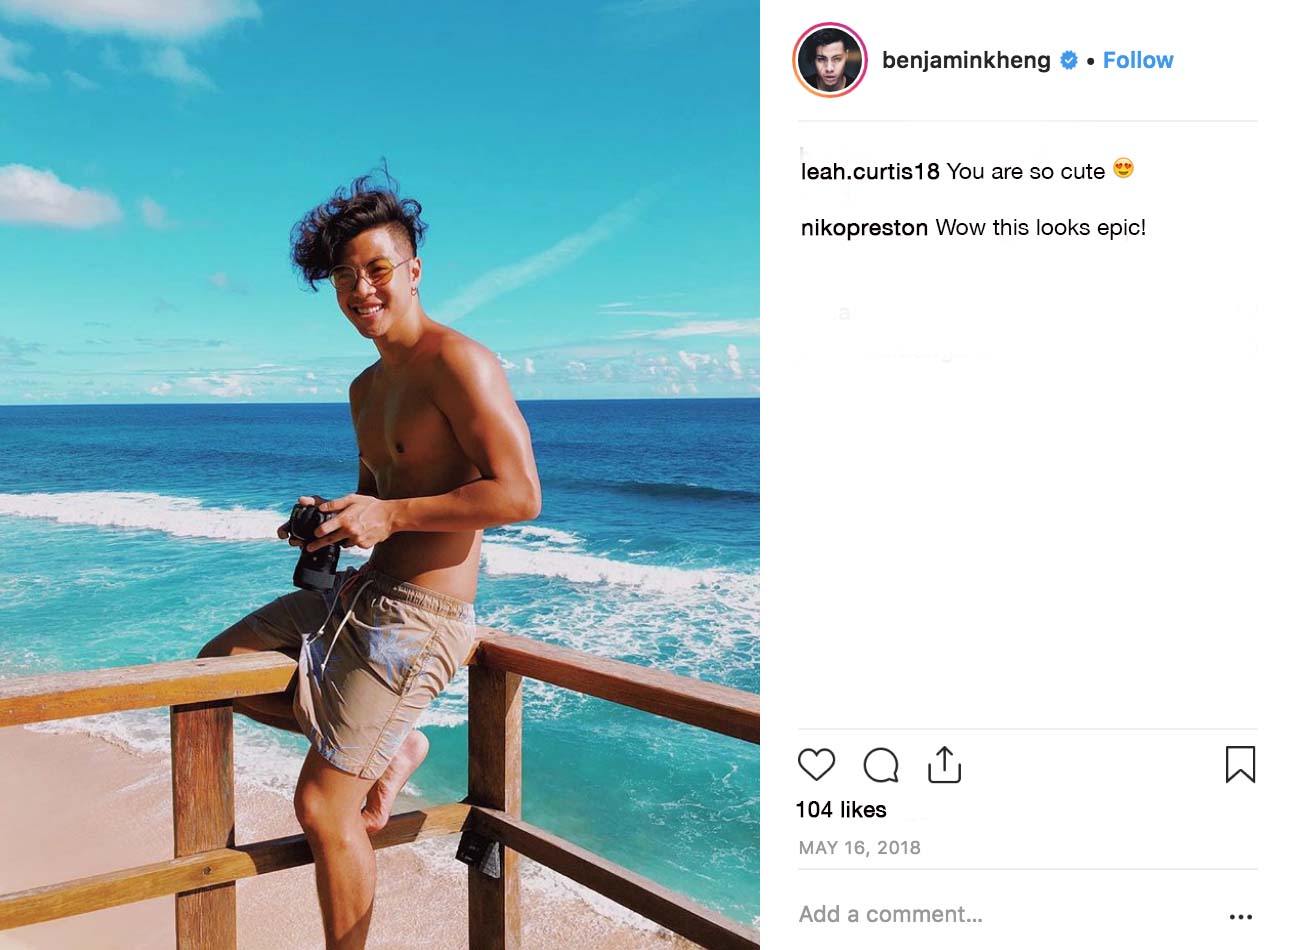 benjaminkheng • Follow
leah.curtis18 You are so cute 😍
nikopreston Wow this looks epic!
104 likes
MAY 16, 2018
Add a comment...